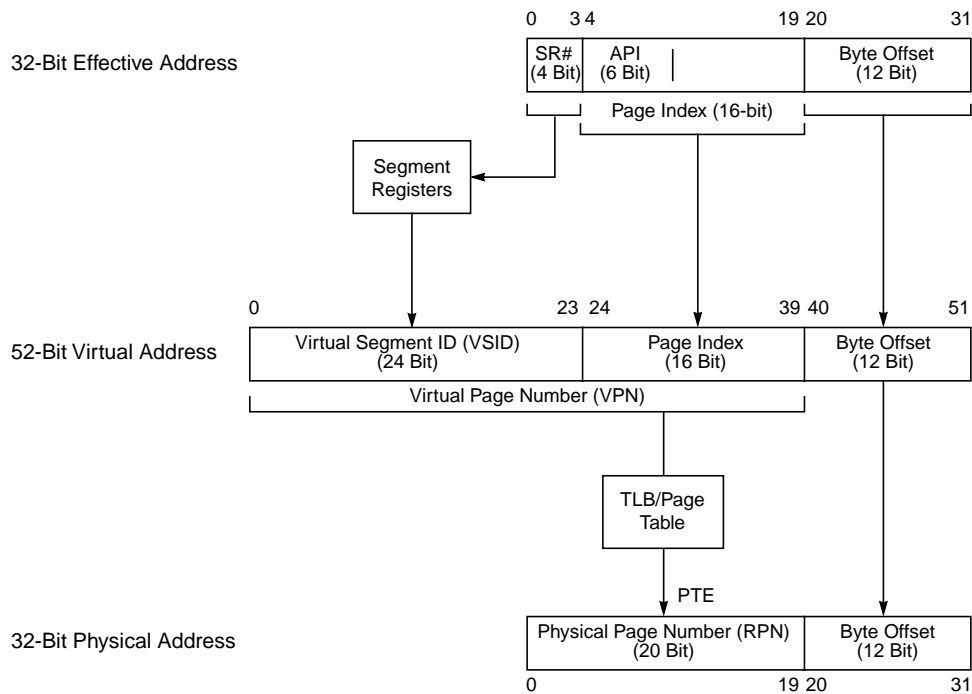 0 3 4 19 20 31
32-Bit Effective Address
SR#
(4 Bit)
API
(6 Bit)
Byte Offset
(12 Bit)
Page Index (16-bit)
Segment
Registers
0 23 24 39 40 51
52-Bit Virtual Address
Virtual Segment ID (VSID)
(24 Bit)
Page Index
(16 Bit)
Byte Offset
(12 Bit)
Virtual Page Number (VPN)
TLB/Page
Table
PTE
32-Bit Physical Address
Physical Page Number (RPN)
(20 Bit)
Byte Offset
(12 Bit)
0 19 20 31